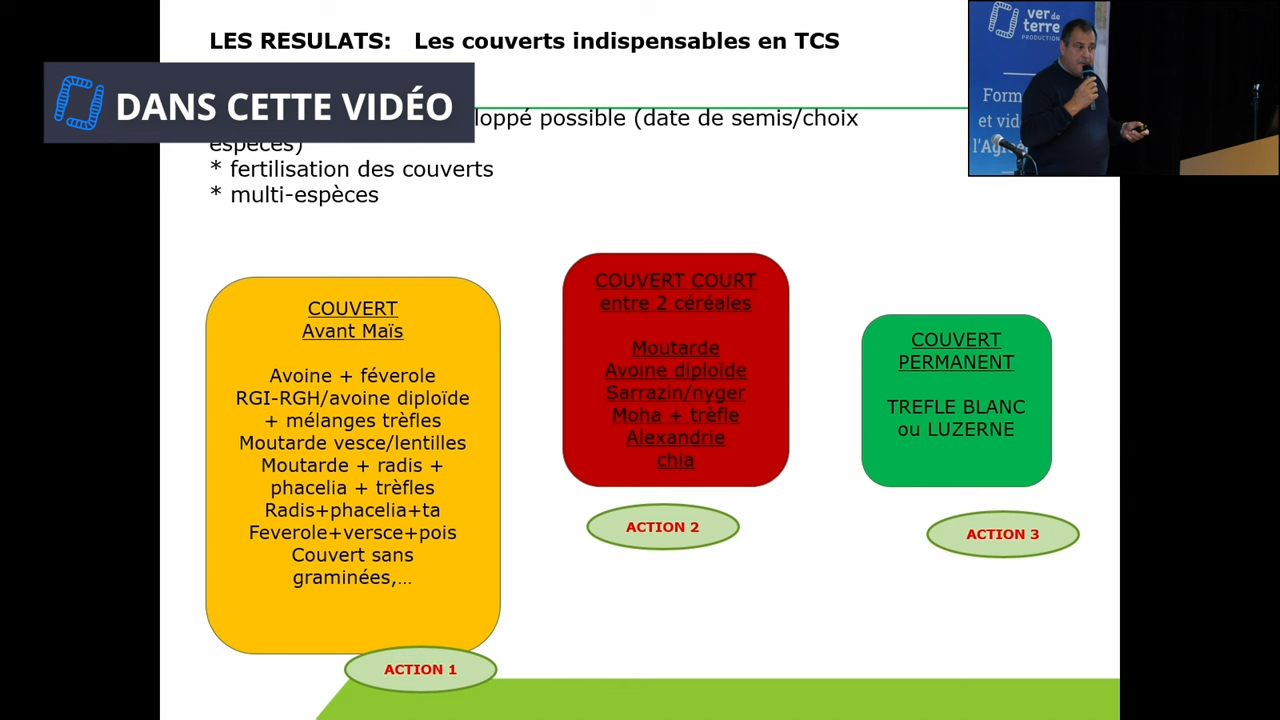 LES RESULATS: Les couverts indispensables en TCS
DANS CETTE VIDÉO
loppé possible (date de semis/choix
espèces)
* fertilisation des couverts
* multi-espèces
COUVERT
Avant Maïs
Avoine + féverole
RGI-RGH/avoine diploïde
+ mélanges trèfles
Moutarde vesce/lentilles
Moutarde + radis +
phacelia + trèfles
Radis+phacelia+ta
Feverole+versce+pois
Couvert sans
graminées,...
ACTION 1
COUVERT COURT
entre 2 céréales
Moutarde
Avoine diploïde
Sarrazin/nyger
Moha + trèfle
Alexandrie
chia
ACTION 2
COUVERT
PERMANENT
TREFLE BLANC
ou LUZERNE
ACTION 3
ver de
terre
PRODUCTION
Form
et vid
l'Agr